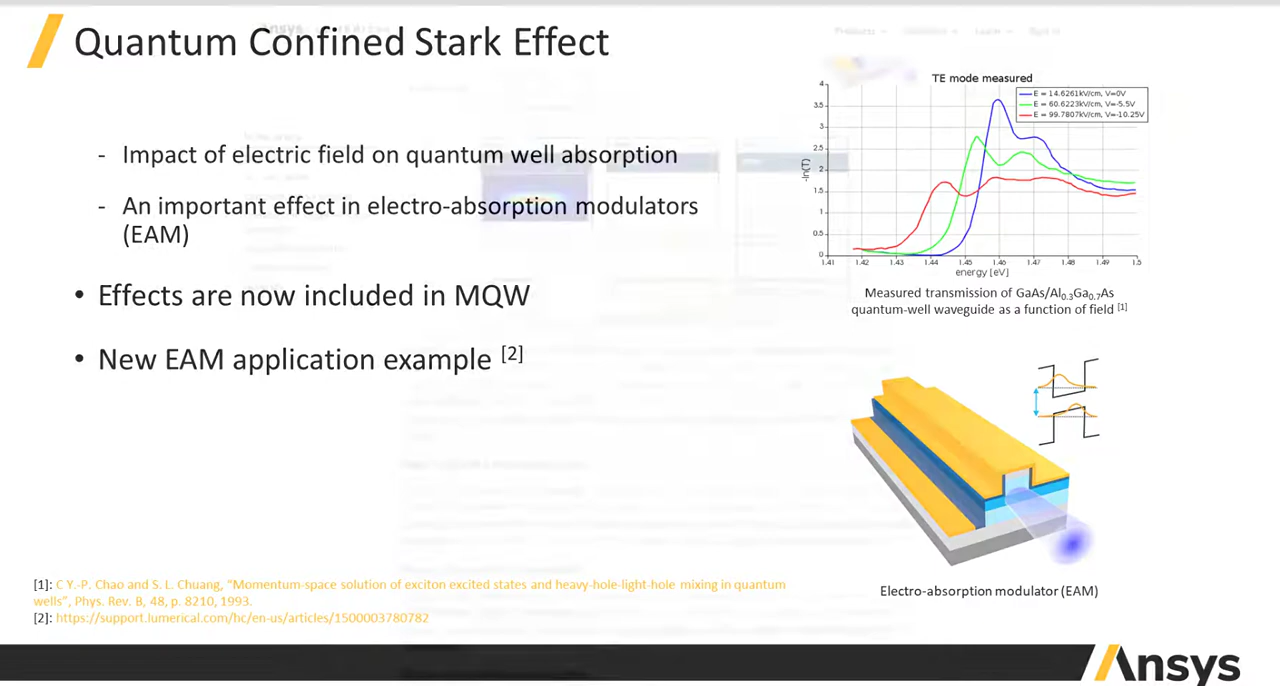 Quantum Confined Stark Effect
- Impact of electric field on quantum well absorption
- An important effect in electro-absorption modulators
(EAM)
• Effects are now included in MQW
• New EAM application example [2]
TE mode measured
E = 14.6261kV/cm, V=0V
E = 60.6223kV/cm, V=-5.5V
E = 99.7807kV/cm, V=-10.25V
-ln(T)
4
3.5
3
2.5
2
1.5
1
0.5
0
1.41 1.42 1.43 1.44 1.45 1.46 1.47 1.48 1.49 1.5
energy [eV]
Measured transmission of GaAs/Al0.3Ga0.7As
quantum-well waveguide as a function of field [1]
Electro-absorption modulator (EAM)
[1]: C Y.-P. Chao and S. L. Chuang, “Momentum-space solution of exciton excited states and heavy-hole-light-hole mixing in quantum
wells”, Phys. Rev. B, 48, p. 8210, 1993.
[2]: https://support.lumerical.com/hc/en-us/articles/1500003780782
Ansys